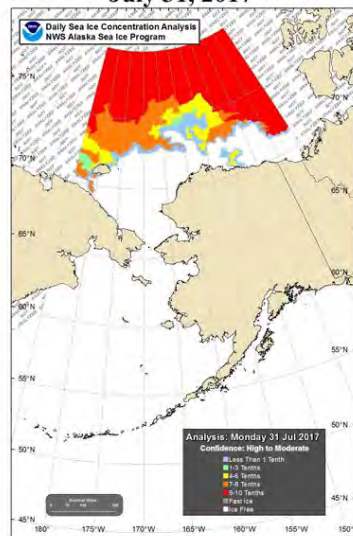 July 31, 2017
Daily Sea Ice Concentration Analysis
NWS Alaska Sea Ice Program
75°N
75°N
70°N
70°N
65°N
65°N
60°N
60°N
55°N
55°N
50°N
50°N
45°N
45°N
Analysis: Monday 31 Jul 2017
Confidence: High to Moderate
Less Than 1 Tenth
1-3 Tenths
4-6 Tenths
7-8 Tenths
9-10 Tenths
Fast Ice
Ice Free
180°
175°W
170°W
165°W
160°W
155°W
150°W